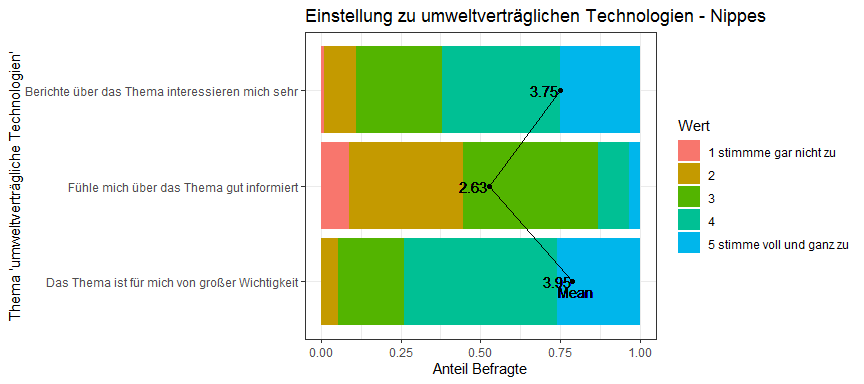 Einstellung zu umweltverträglichen Technologien - Nippes
Thema 'umweltverträgliche Technologien'
Berichte über das Thema interessieren mich sehr
Fühle mich über das Thema gut informiert
Das Thema ist für mich von großer Wichtigkeit
3.75
2.63
3.95
Mean
0.00 0.25 0.50 0.75 1.00
Anteil Befragte
Wert
1 stimmme gar nicht zu
2
3
4
5 stimme voll und ganz zu